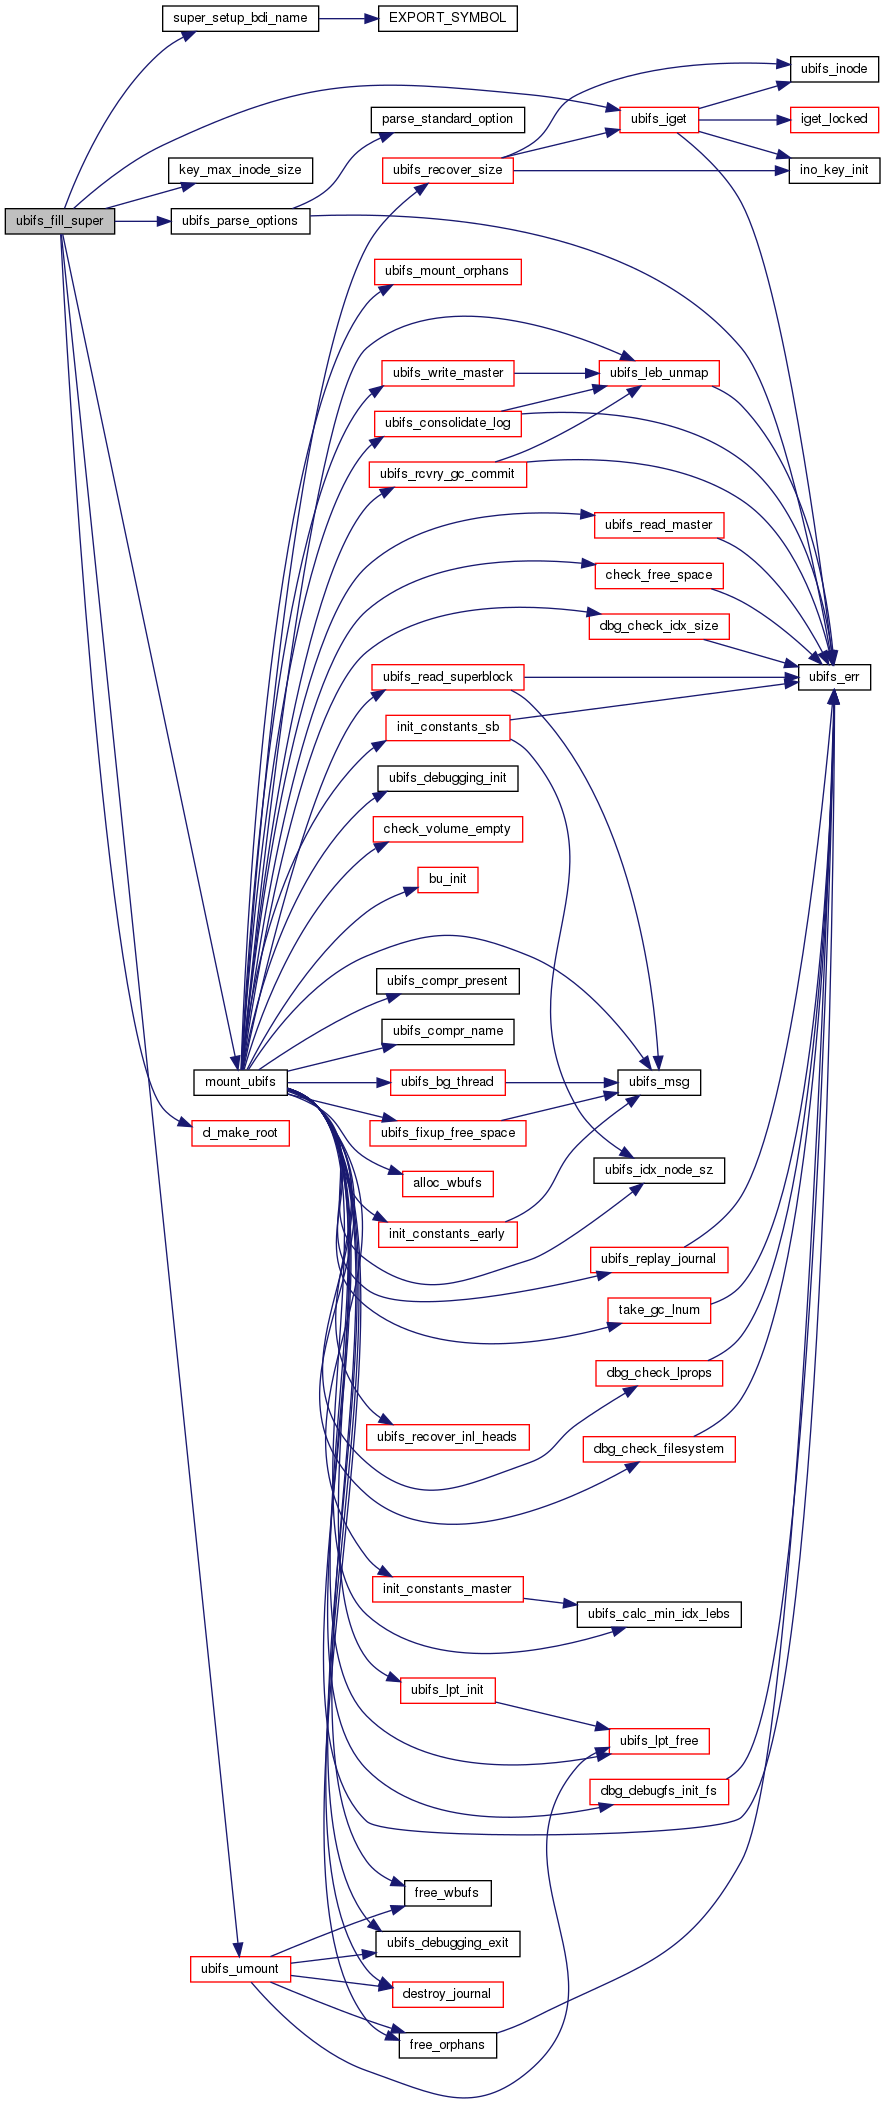 super_setup_bdi_name
EXPORT_SYMBOL
ubifs_inode
parse_standard_option
ubifs_iget
iget_locked
key_max_inode_size
ubifs_recover_size
ino_key_init
ubifs_fill_super
ubifs_parse_options
ubifs_mount_orphans
ubifs_write_master
ubifs_leb_unmap
ubifs_consolidate_log
ubifs_rcvry_gc_commit
ubifs_read_master
check_free_space
dbg_check_idx_size
ubifs_read_superblock
ubifs_err
init_constants_sb
ubifs_debugging_init
check_volume_empty
bu_init
ubifs_compr_present
ubifs_compr_name
mount_ubifs
ubifs_bg_thread
ubifs_msg
d_make_root
ubifs_fixup_free_space
ubifs_idx_node_sz
alloc_wbufs
init_constants_early
ubifs_replay_journal
take_gc_lnum
dbg_check_lprops
ubifs_recover_inl_heads
dbg_check_filesystem
init_constants_master
ubifs_calc_min_idx_lebs
ubifs_lpt_init
ubifs_lpt_free
dbg_debugfs_init_fs
free_wbufs
ubifs_debugging_exit
ubifs_umount
destroy_journal
free_orphans